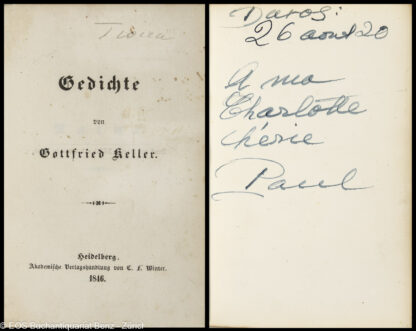 Gedichte
von
Gottfried Keller.
Heidelberg.
Akademische Verlagshandlung von C. F. Winter.
1846.
Davos:
26 aout 20
A ma
Charlotte
chérie
Paul
© EOS Buchantiquariat Benz - Zürich